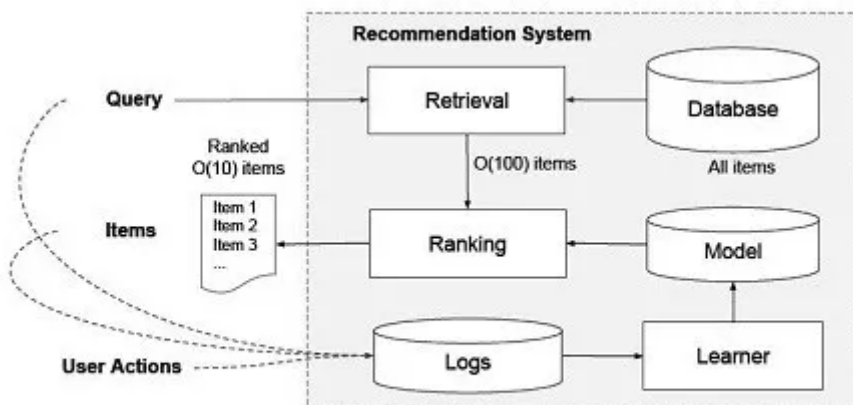 Recommendation System
Query
Retrieval
Database
Ranked
O(10) items
O(100) items
All items
Items
Item 1
Item 2
Item 3
...
Ranking
Model
User Actions
Logs
Learner